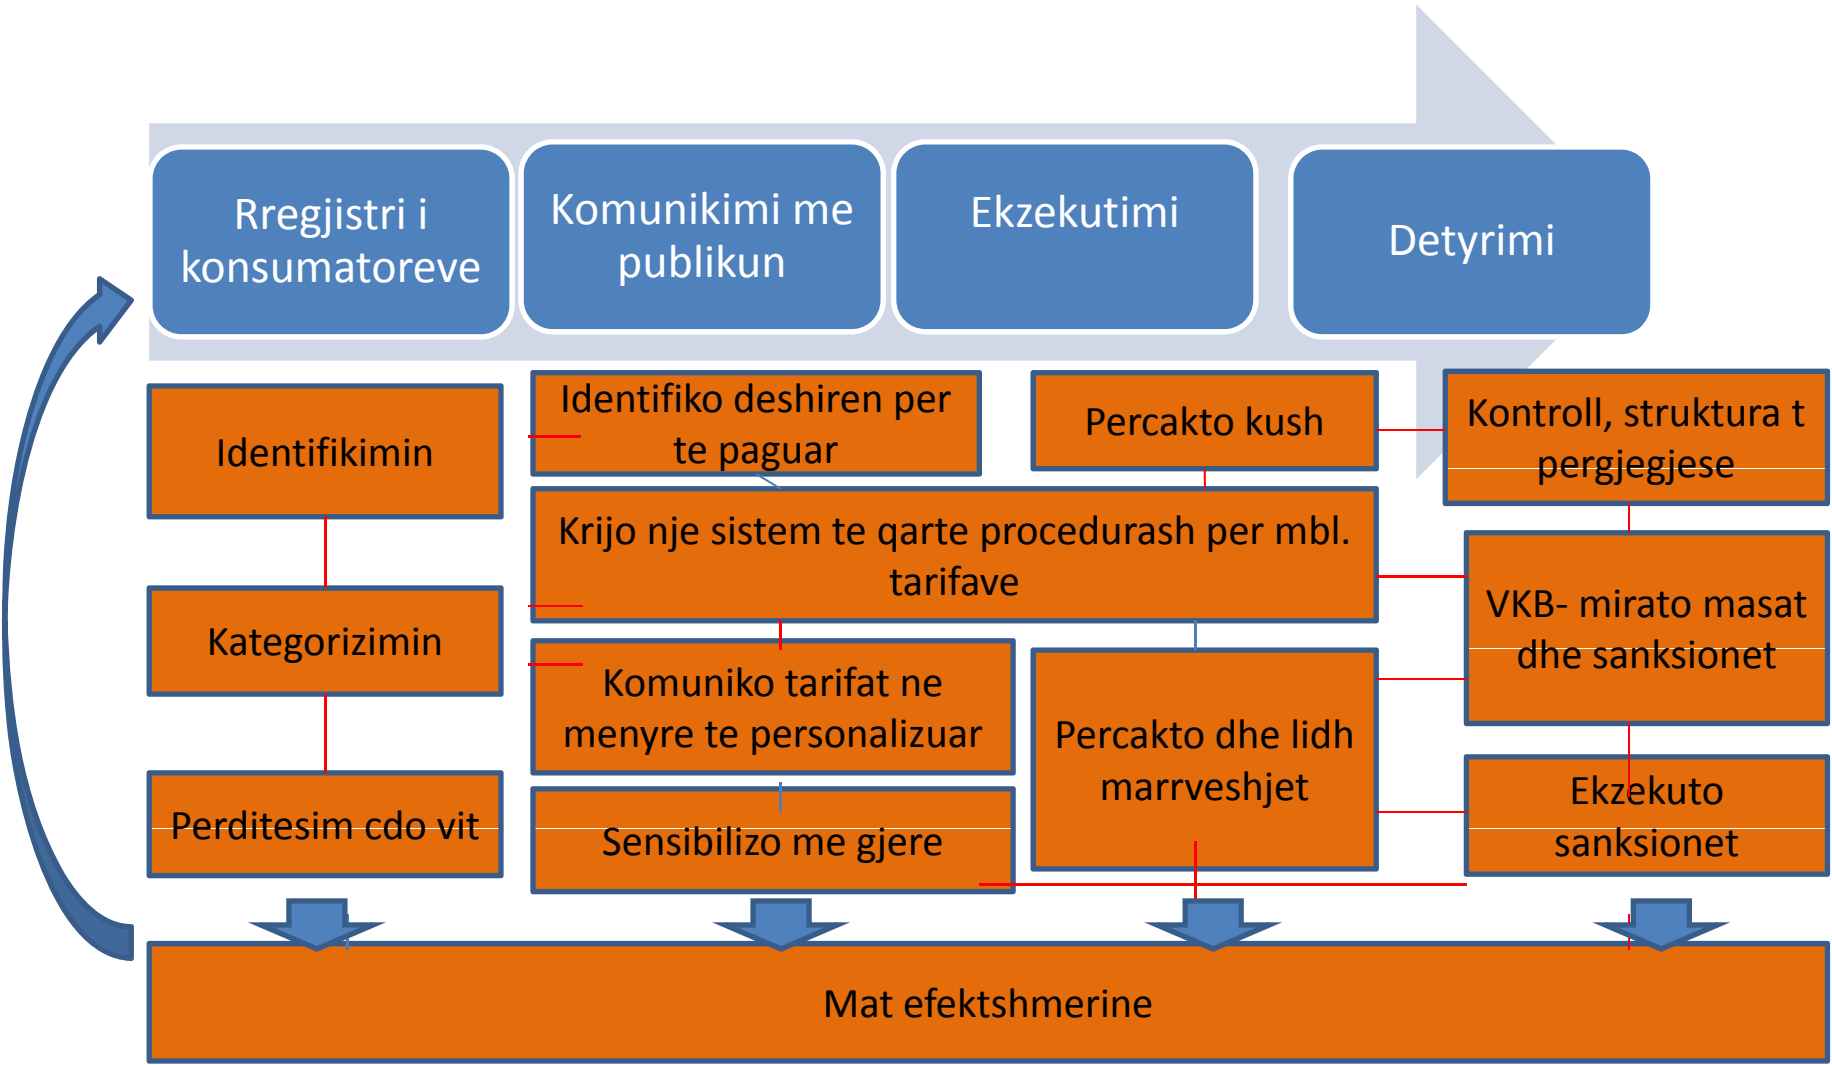 Rregjistri i
konsumatoreve
Komunikimi me
publikun
Ekzekutimi
Detyrimi
Identifikimin
Kategorizimin
Perditesim cdo vit
Identifiko deshiren per
te paguar
Krijo nje sistem te qarte procedurash per mbl.
tarifave
Komuniko tarifat ne
menyre te personalizuar
Sensibilizo me gjere
Percakto kush
Percakto dhe lidh
marrveshjet
Kontroll, struktura t
pergjegjese
VKB- mirato masat
dhe sanksionet
Ekzekuto
sanksionet
Mat efektshmerine